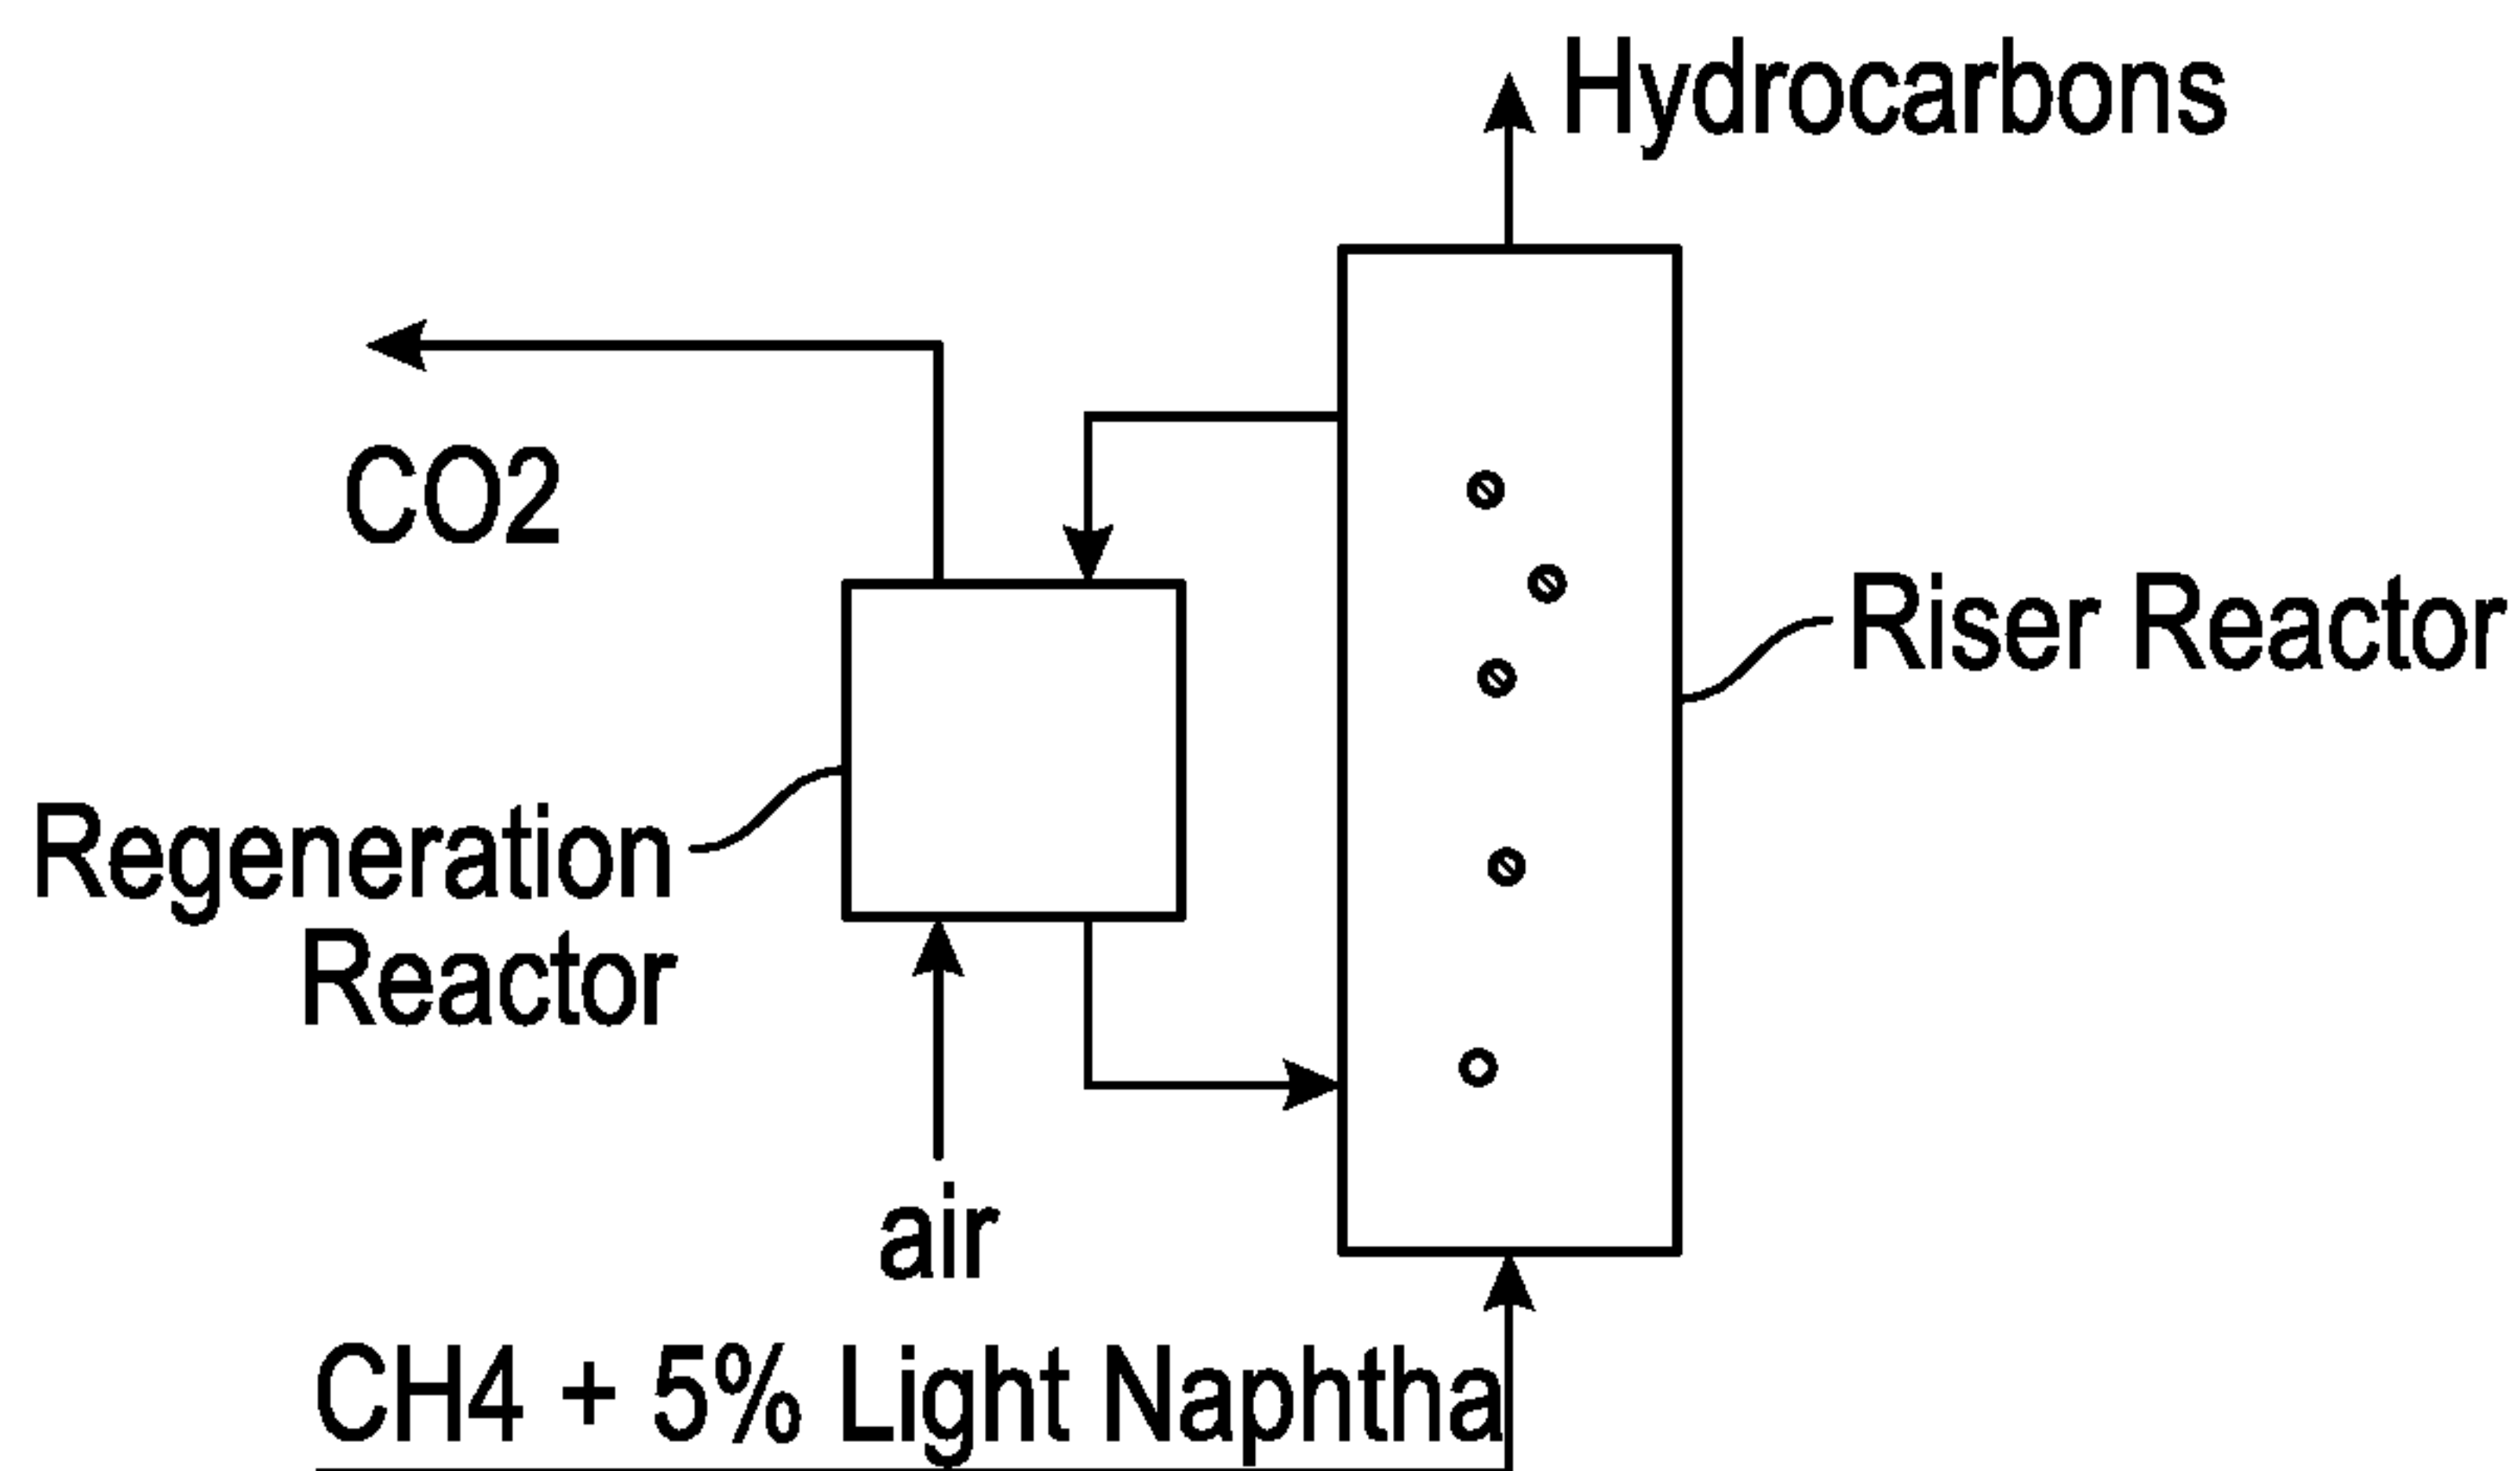 Hydrocarbons
CO2
Riser Reactor
Regeneration
Reactor
air
CH4 + 5% Light Naphtha